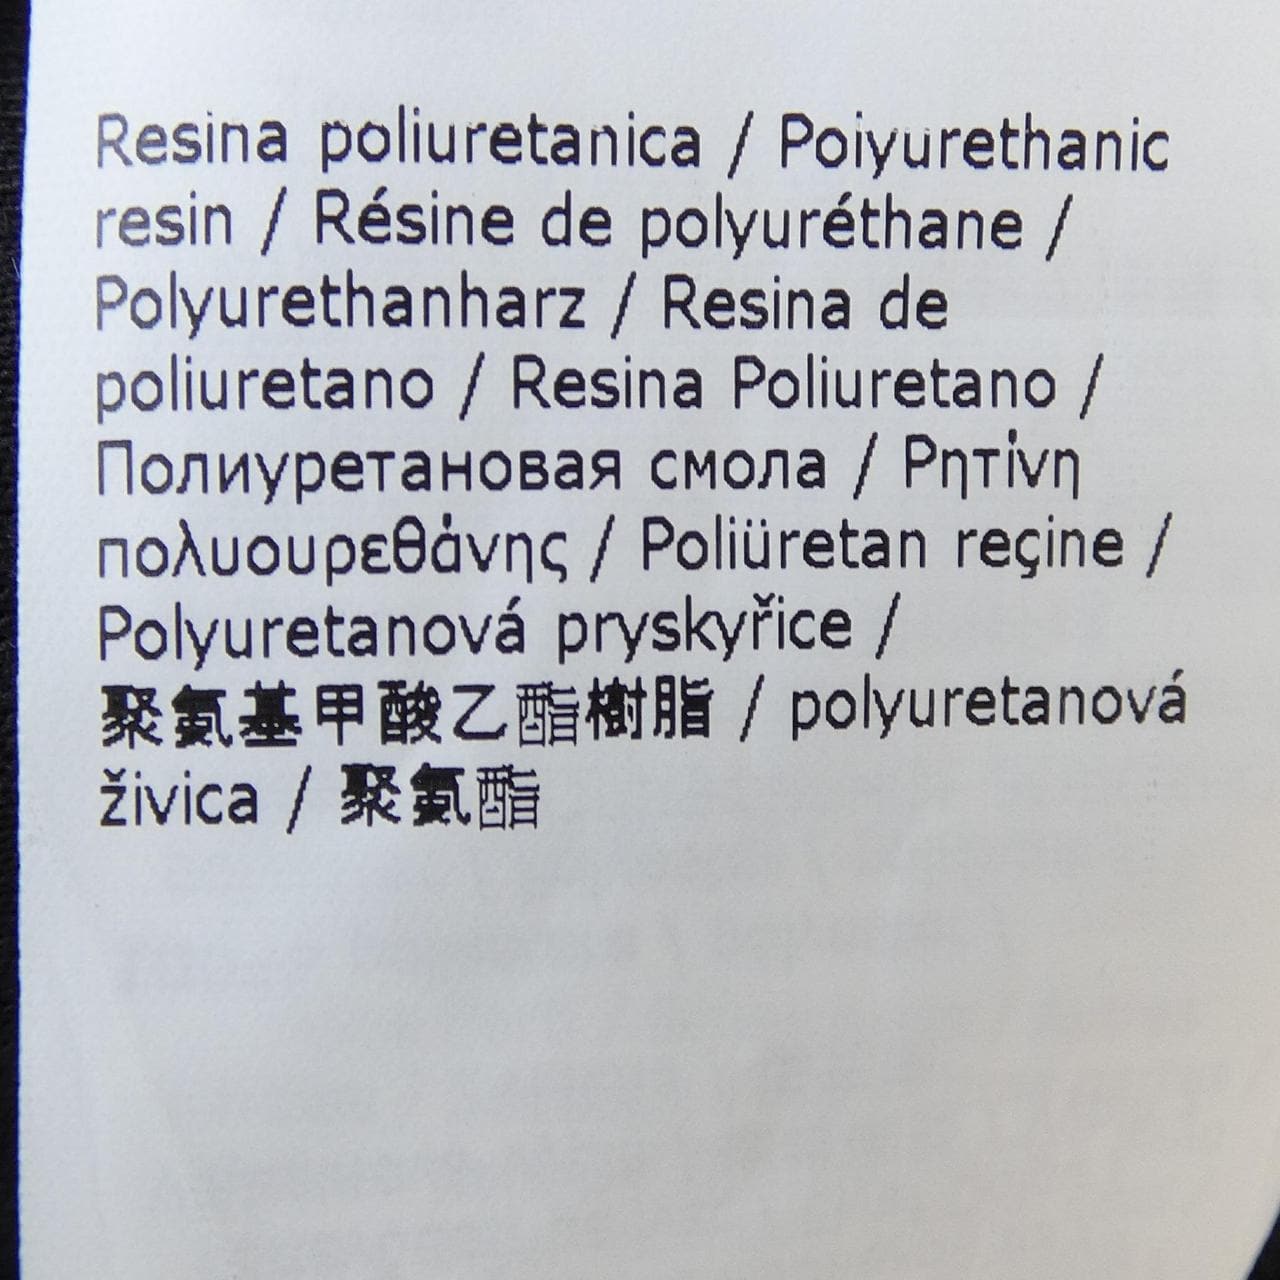 Resina poliuretanica / Poiyurethanic
resin / Résine de polyuréthane /
Polyurethanharz / Resina de
poliuretano / Resina Poliuretano /
Полиуретановая смола / Ρητίνη
πολυουρεθάνης / Poliüretan reçine /
Polyuretanová pryskyřice /
聚氨基甲酸乙酯樹脂 / polyuretanová
živica / 聚氨酯